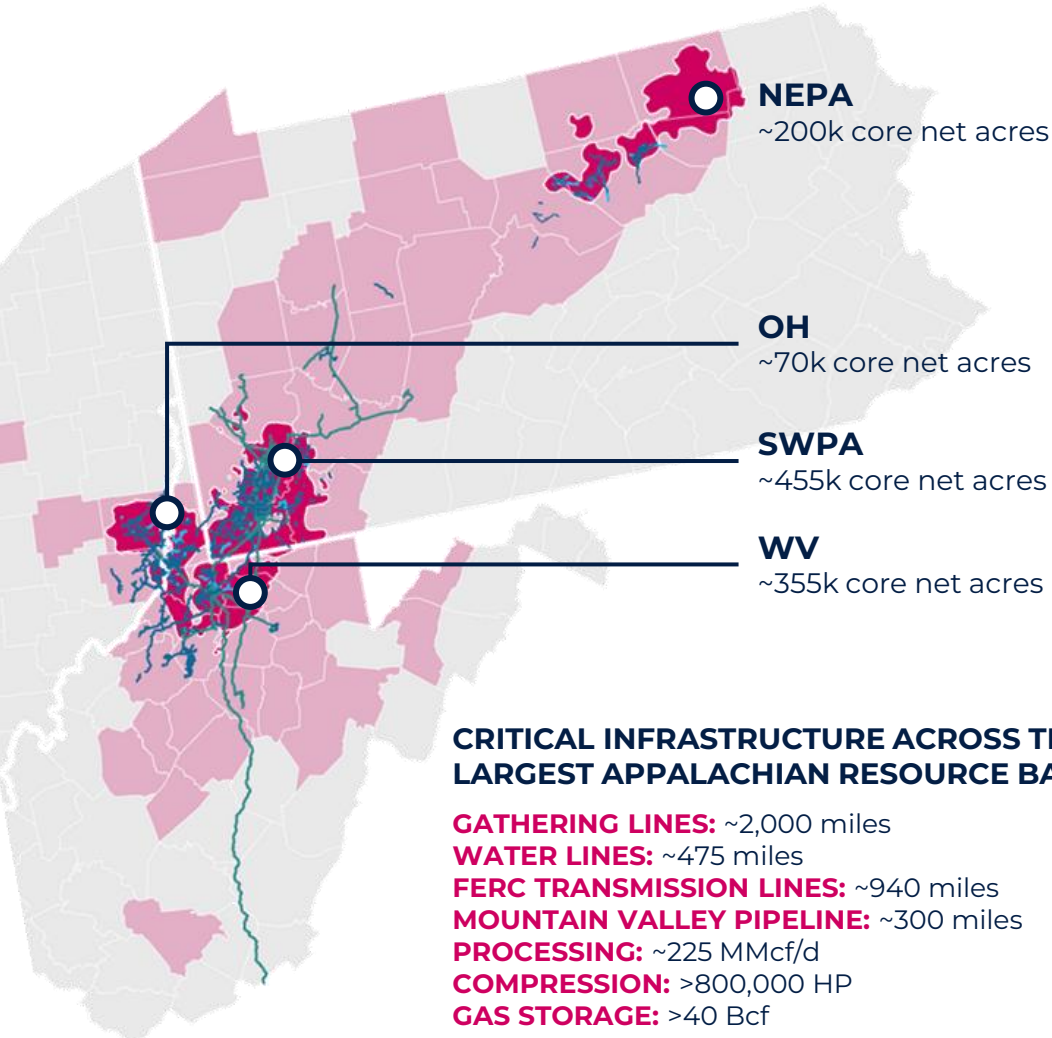 NEPA
~200k core net acres
OH
~70k core net acres
SWPA
~455k core net acres
WV
~355k core net acres
CRITICAL INFRASTRUCTURE ACROSS
LARGEST APPALACHIAN RESOURCE
GATHERING LINES: ~2,000 miles
WATER LINES: ~475 miles
FERC TRANSMISSION LINES: ~940 miles
MOUNTAIN VALLEY PIPELINE: ~300 miles
PROCESSING: ~225 MMcf/d
COMPRESSION: >800,000 HP
GAS STORAGE: >40 Bcf